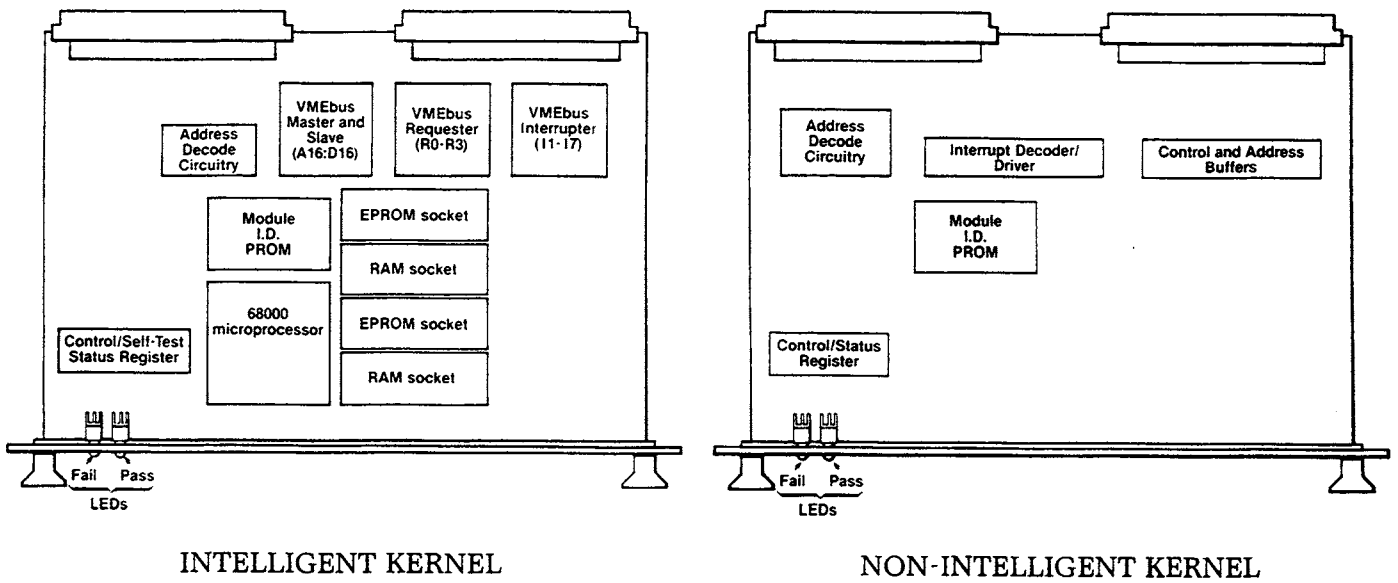 Address
Decode
Circuitry
VMEbus
Master and
Slave
(A16:D16)
VMEbus
Requester
(R0-R3)
VMEbus
Interrupter
(I1-I7)
Module
I.D.
PROM
EPROM socket
RAM socket
68000
microprocessor
EPROM socket
RAM socket
Control/Self-Test
Status Register
Fail Pass
LEDs
INTELLIGENT KERNEL
Address
Decode
Circuitry
Interrupt Decoder/
Driver
Control and Address
Buffers
Module
I.D.
PROM
Control/Status
Register
Fail Pass
LEDs
NON-INTELLIGENT KERNEL